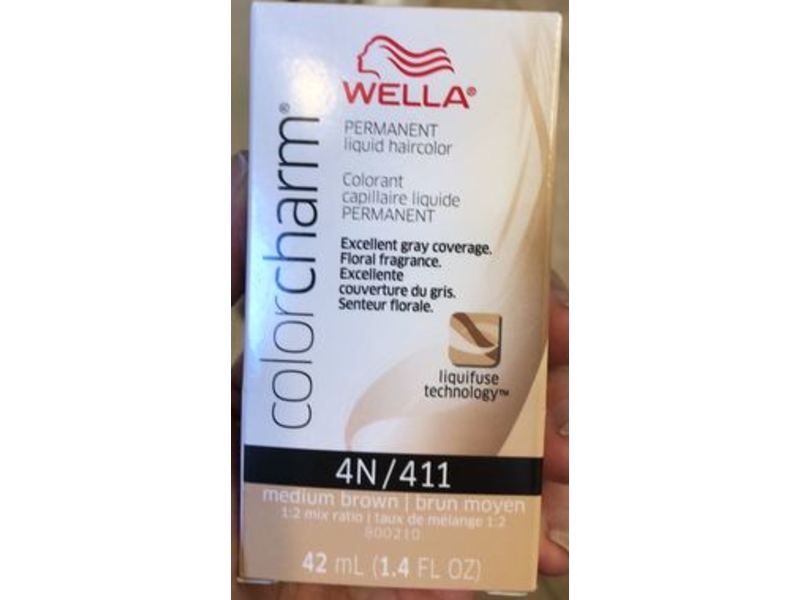 WELLA®
PERMANENT
liquid haircolor
Colorant
capillaire liquide
PERMANENT
Excellent gray coverage.
Floral fragrance.
Excellente
couverture du gris.
Senteur florale.
colorcharm®
liquifuse
technology™
4N/411
medium brown | brun moyen
1:2 mix ratio | taux de mélange 1:2
800210
42 mL (1.4 FL OZ)